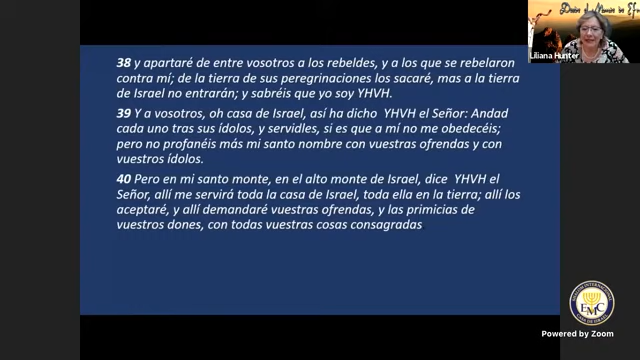 Desde el Monte de Ef
Liliana Hunter
38 y apartaré de entre vosotros a los rebeldes, y a los que se rebelaron
contra mí; de la tierra de sus peregrinaciones los sacaré, mas a la tierra
de Israel no entrarán; y sabréis que yo soy YHVH.
39 Y a vosotros, oh casa de Israel, así ha dicho YHVH el Señor: Andad
cada uno tras sus ídolos, y servidles, si es que a mí no me obedecéis;
pero no profanéis más mi santo nombre con vuestras ofrendas y con
vuestros ídolos.
40 Pero en mi santo monte, en el alto monte de Israel, dice YHVH el
Señor, allí me servirá toda la casa de Israel, toda ella en la tierra; allí los
aceptaré, y allí demandaré vuestras ofrendas, y las primicias de
vuestros dones, con todas vuestras cosas consagradas
EMC
Powered by Zoom